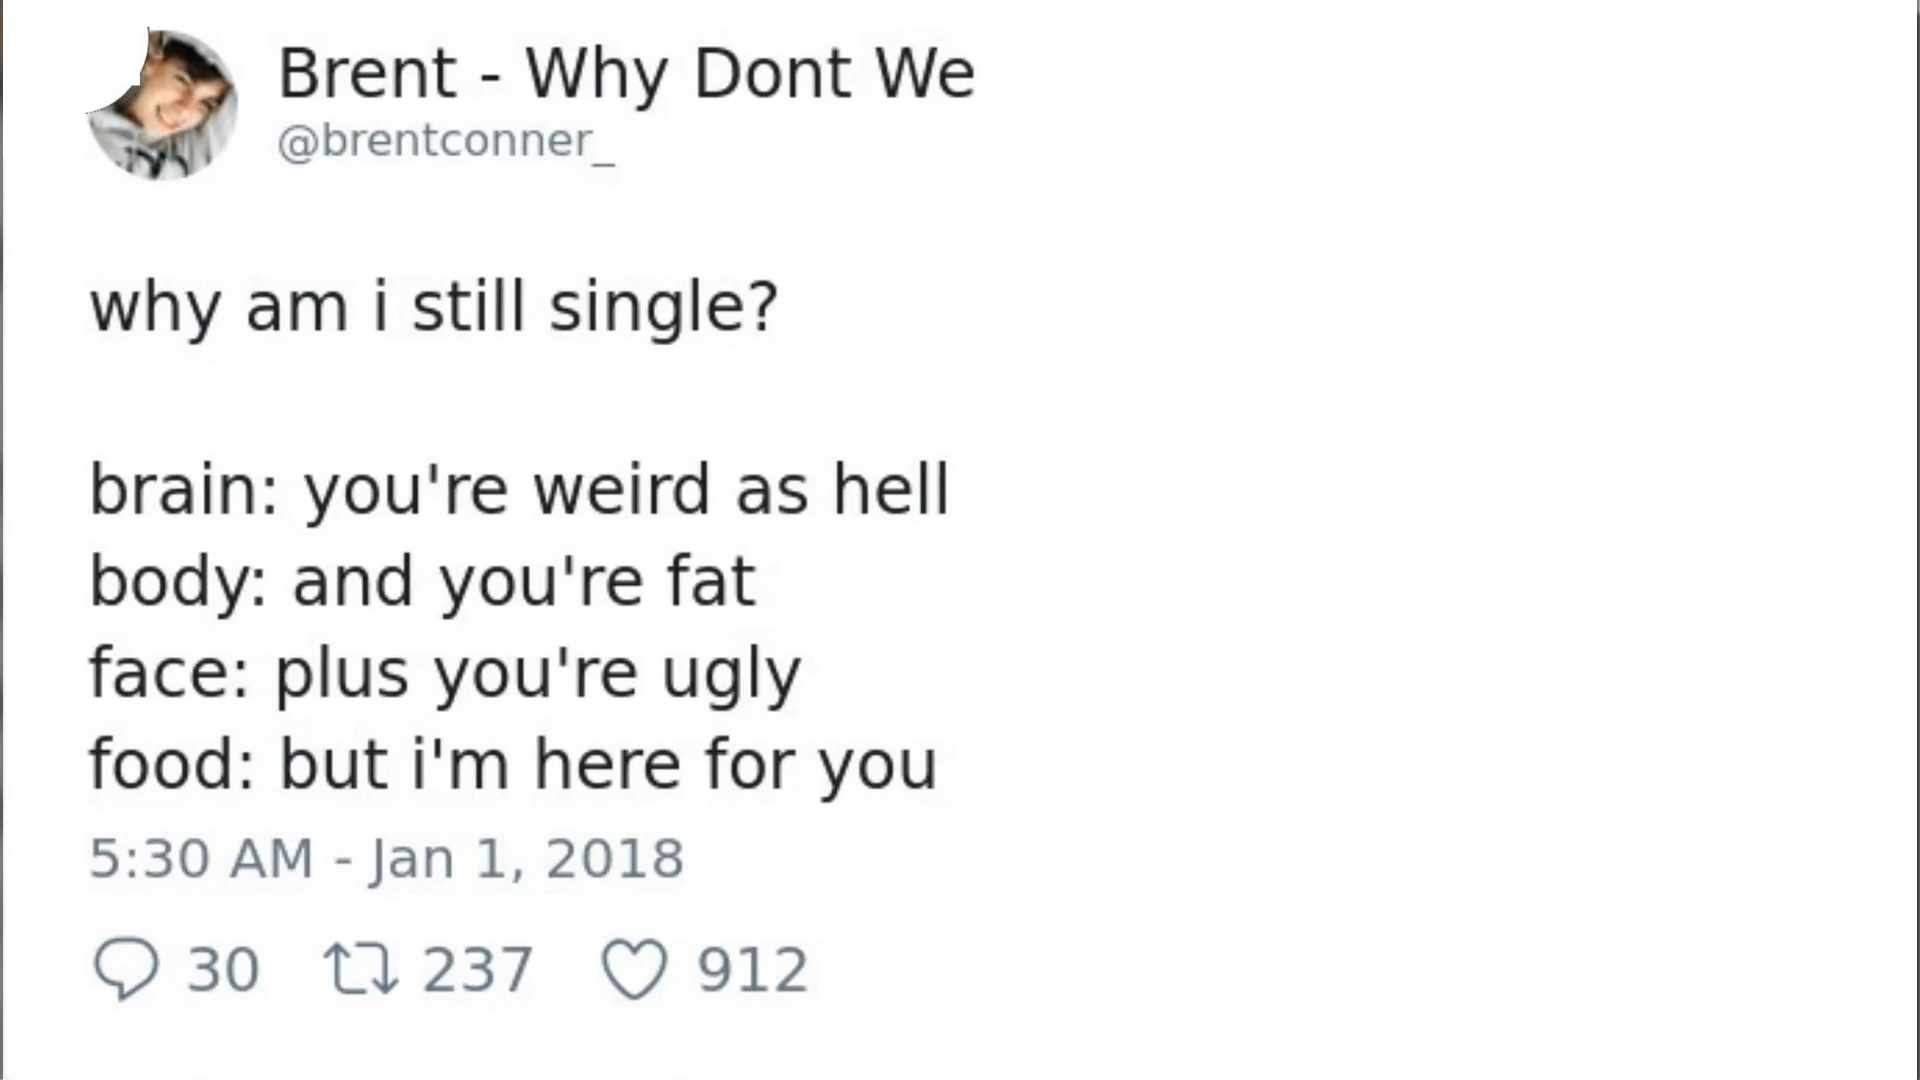 Brent - Why Dont We
@brentconner_
why am i still single?
brain: you're weird as hell
body: and you're fat
face: plus you're ugly
food: but i'm here for you
5:30 AM - Jan 1, 2018
30 237 912